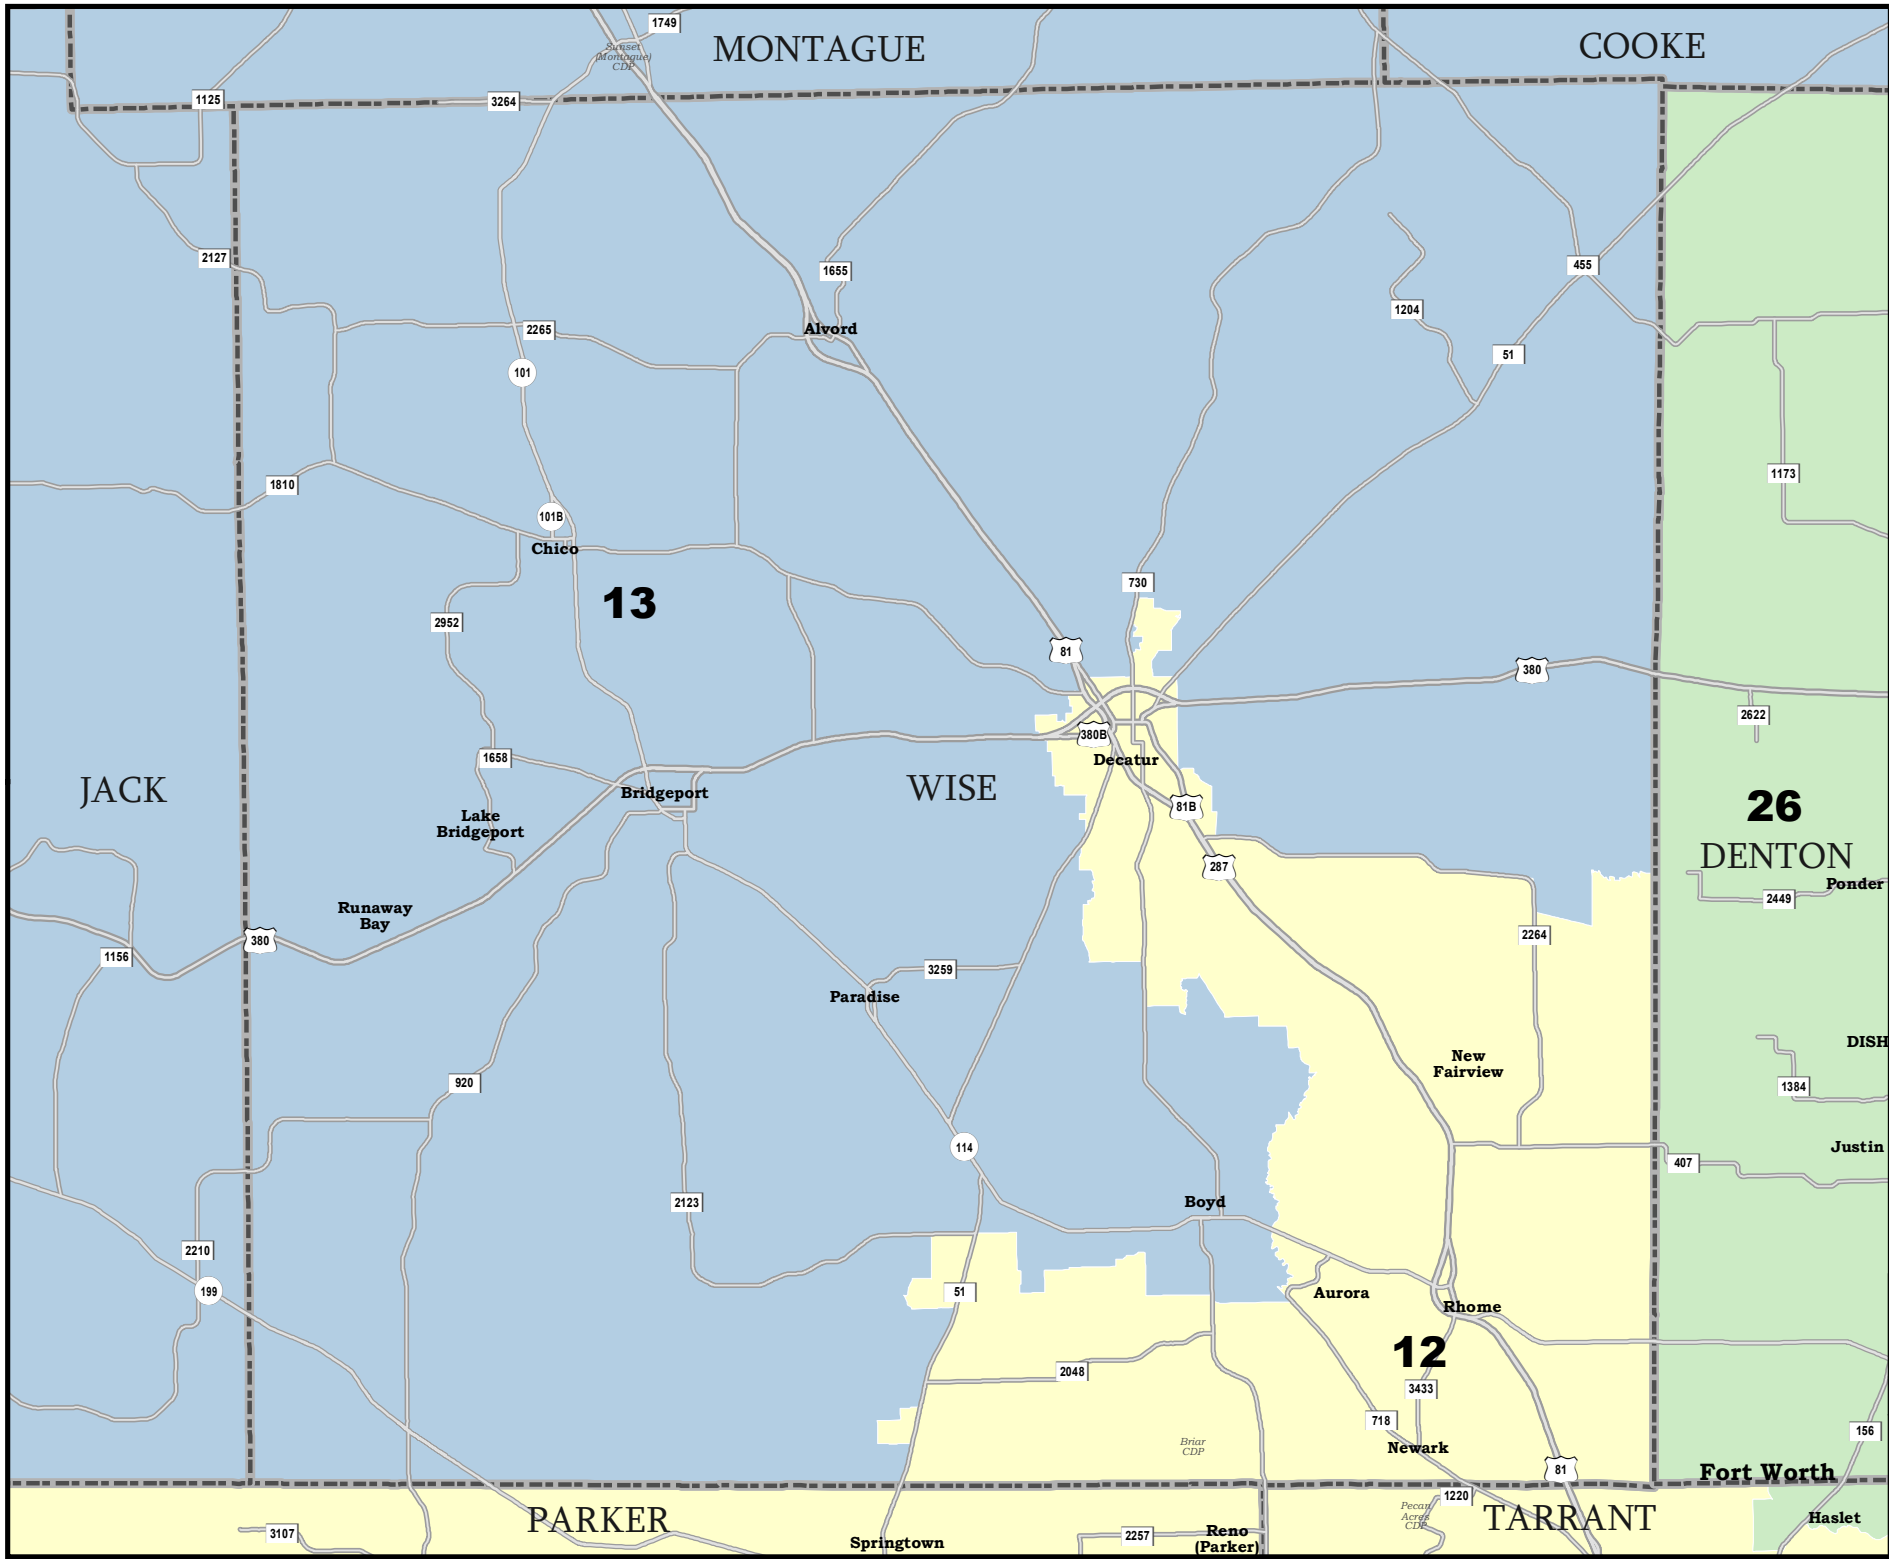 1749
MONTAGUE
COOKE
Sunset
(Montague)
CDP
1125
3264
2127
1655
455
1204
2265
Alvord
51
101
1173
1810
101B
Chico
730
13
2952
81
380
2622
380B
1658
Decatur
JACK
WISE
Bridgeport
26
81B
Lake
Bridgeport
DENTON
287
Ponder
2449
Runaway
Bay
380
2264
1156
3259
Paradise
DISH
New
Fairview
920
1384
114
Justin
407
2123
Boyd
2210
199
51
Aurora
Rhome
12
2048
3433
718
156
Briar
CDP
Newark
81
Fort Worth
1220
PARKER
Pecan
Acres
CDP
TARRANT
Haslet
3107
2257
Reno
(Parker)
Springtown